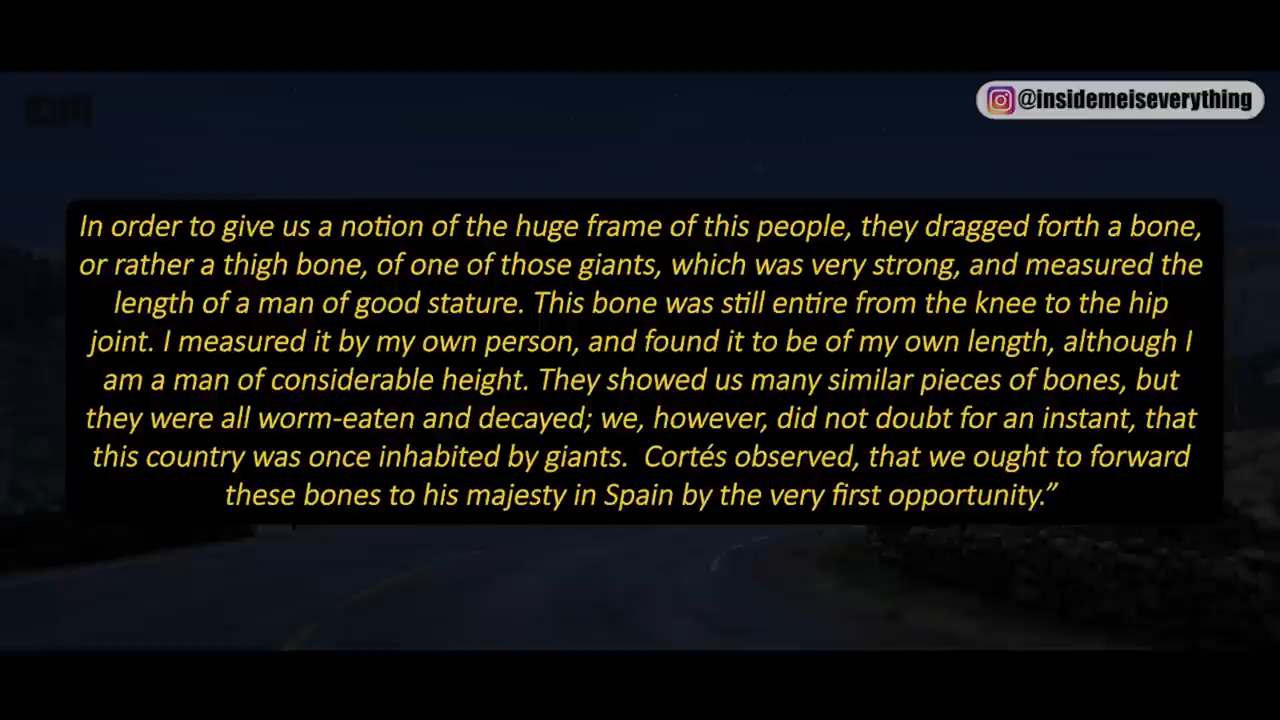 @insidemeiseverything
In order to give us a notion of the huge frame of this people, they dragged forth a bone,
or rather a thigh bone, of one of those giants, which was very strong, and measured the
length of a man of good stature. This bone was still entire from the knee to the hip
joint. I measured it by my own person, and found it to be of my own length, although I
am a man of considerable height. They showed us many similar pieces of bones, but
they were all worm-eaten and decayed; we, however, did not doubt for an instant, that
this country was once inhabited by giants.  Cortés observed, that we ought to forward
these bones to his majesty in Spain by the very first opportunity.”